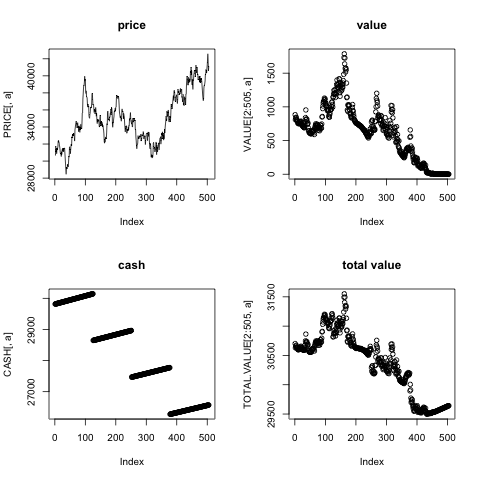 price
PRICE[, a]
28000 34000 40000
0 100 200 300 400 500
Index
value
VALUE[2:505, a]
0 500 1000 1500
0 100 200 300 400 500
Index
cash
CASH[, a]
27000 29000
0 100 200 300 400 500
Index
total value
TOTAL.VALUE[2:505, a]
29500 30500 31500
0 100 200 300 400 500
Index